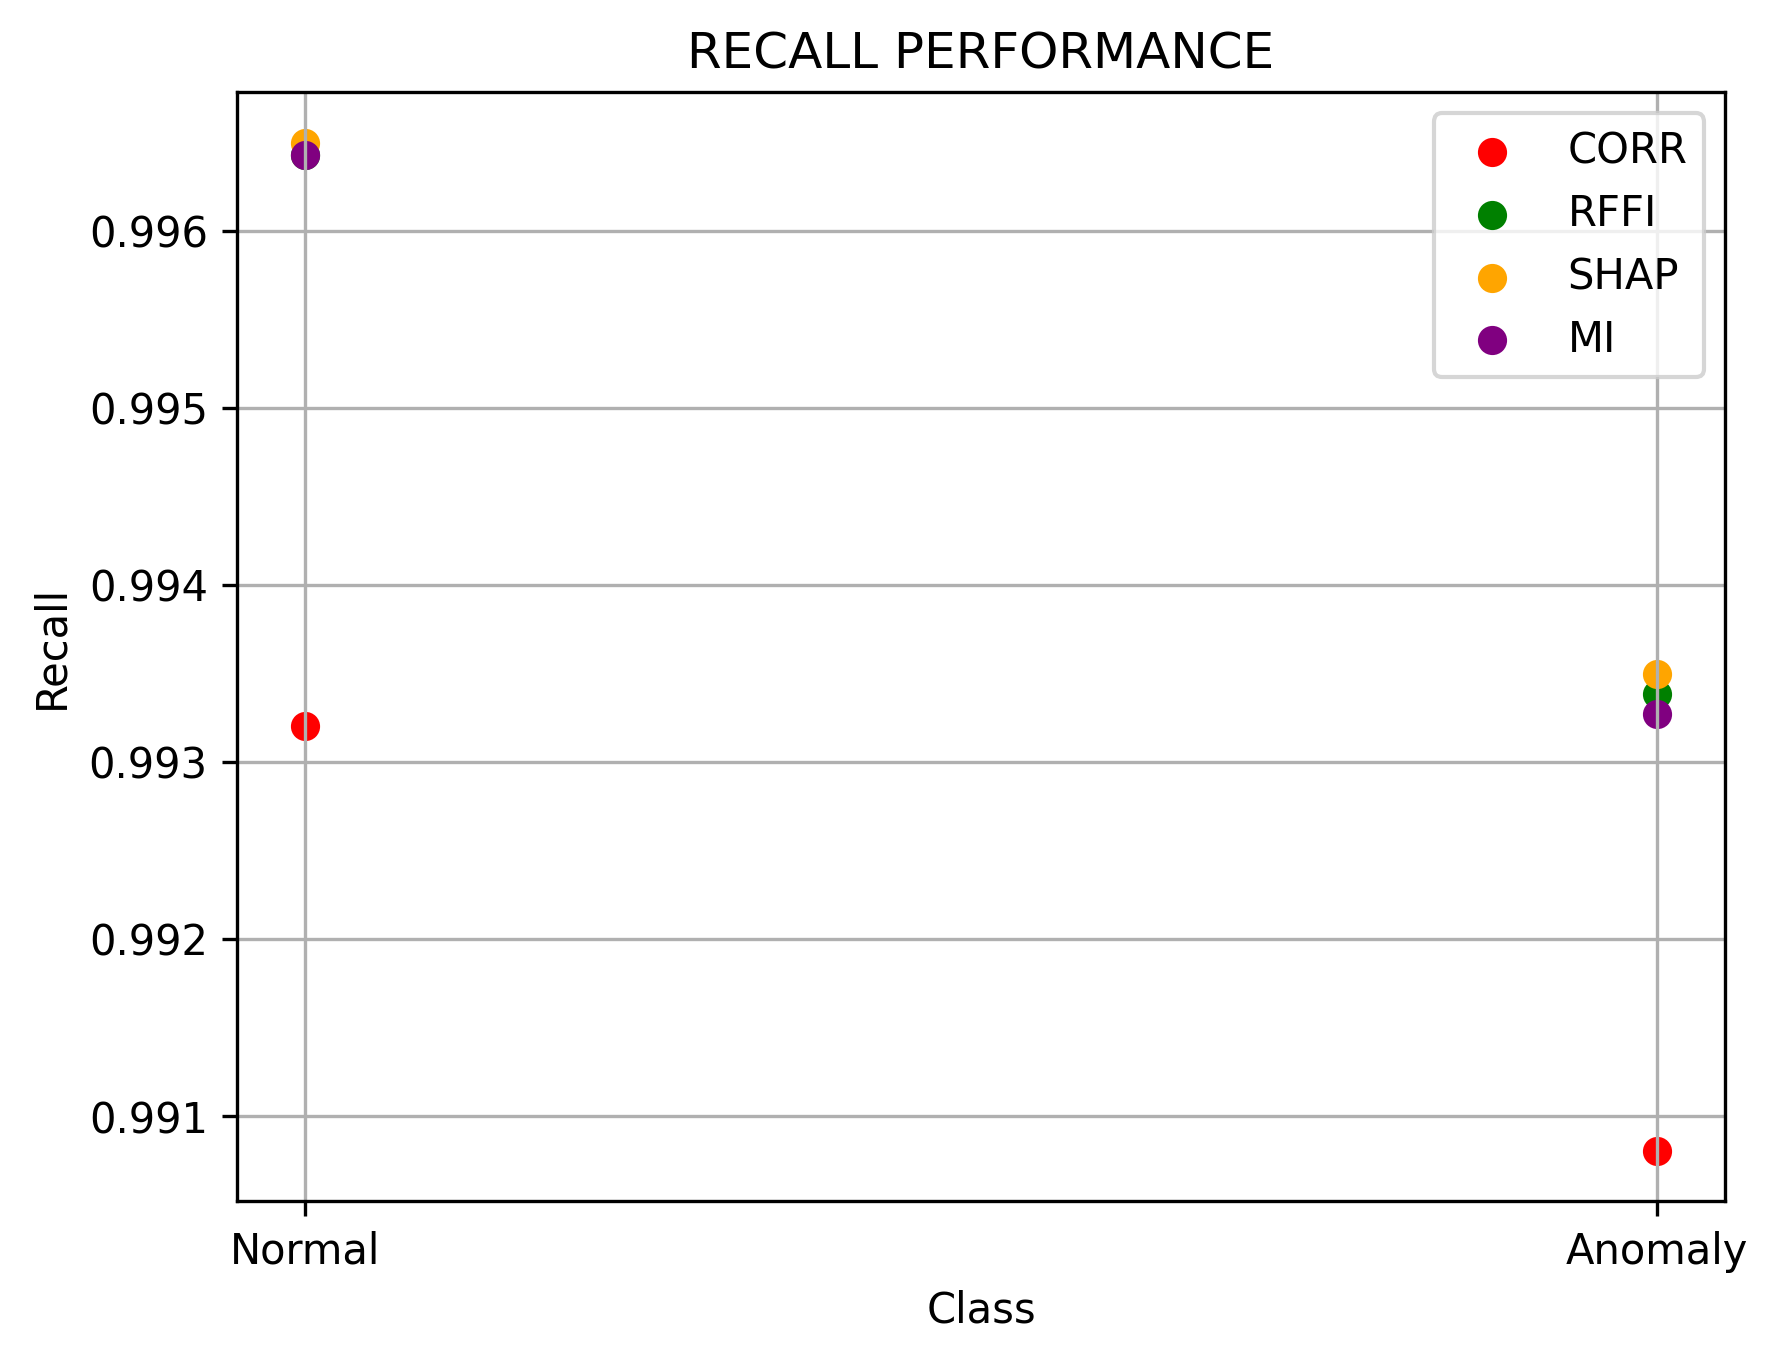 RECALL PERFORMANCE
CORR
RFFI
SHAP
MI
0.996
0.995
0.994
0.993
0.992
0.991
Recall
Normal
Anomaly
Class